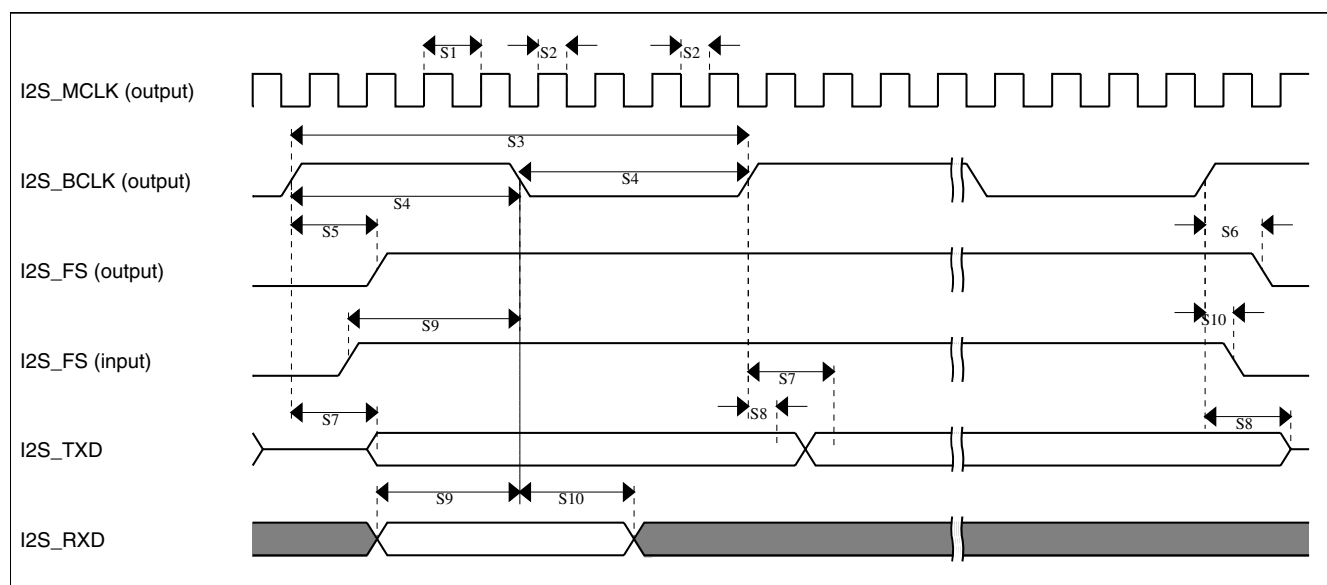 S1 S2 S2
I2S_MCLK (output)
S3
I2S_BCLK (output) S4
S4
S5 S6
I2S_FS (output)
S9 S10
I2S_FS (input)
S7
S7 S8 S8
I2S_TXD
S9 S10
I2S_RXD